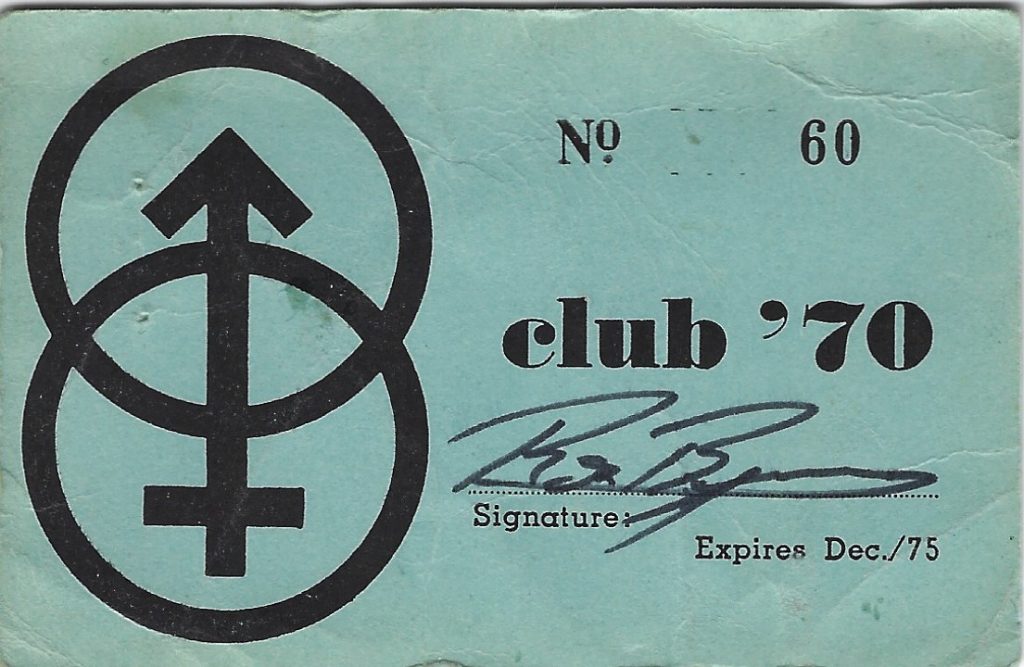 Nº 60
club '70
Signature:
Expires Dec./75